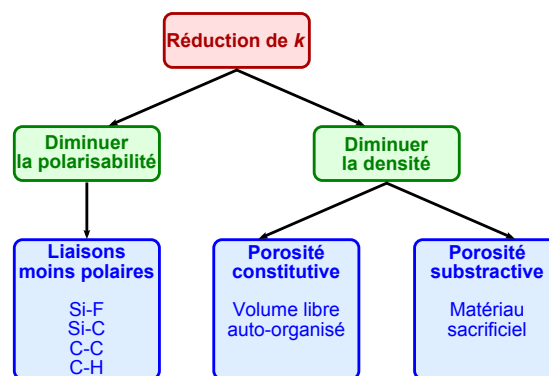 Réduction de k
Diminuer
la polarisabilité
Diminuer
la densité
Liaisons
moins polaires
Si-F
Si-C
C-C
C-H
Porosité
constitutive
Volume libre
auto-organisé
Porosité
substractive
Matériau
sacrificiel